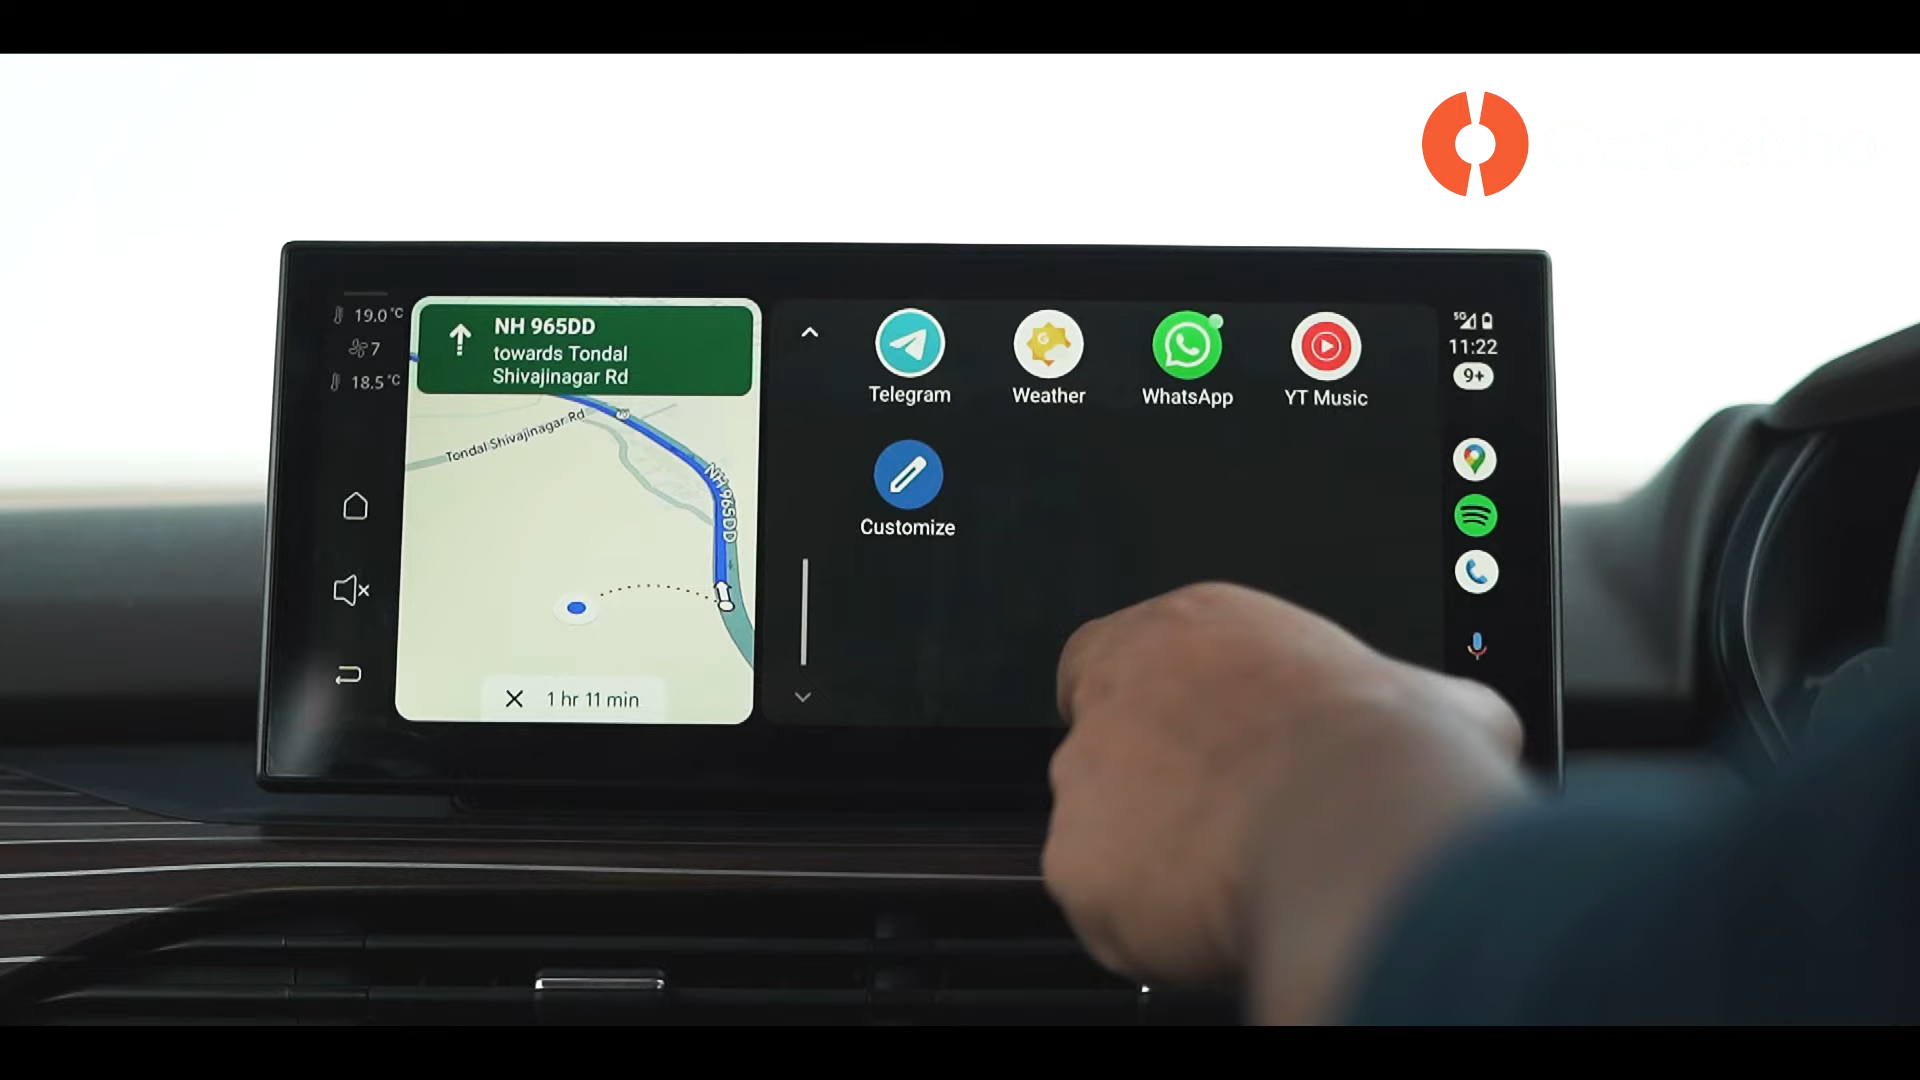 19.0 °C
7
18.5 °C
NH 965DD
towards Tondal
Shivajinagar Rd
Tondal Shivajinagar Rd
NH 965DD
1 hr 11 min
Telegram
Weather
WhatsApp
YT Music
Customize
5G
11:22
9+